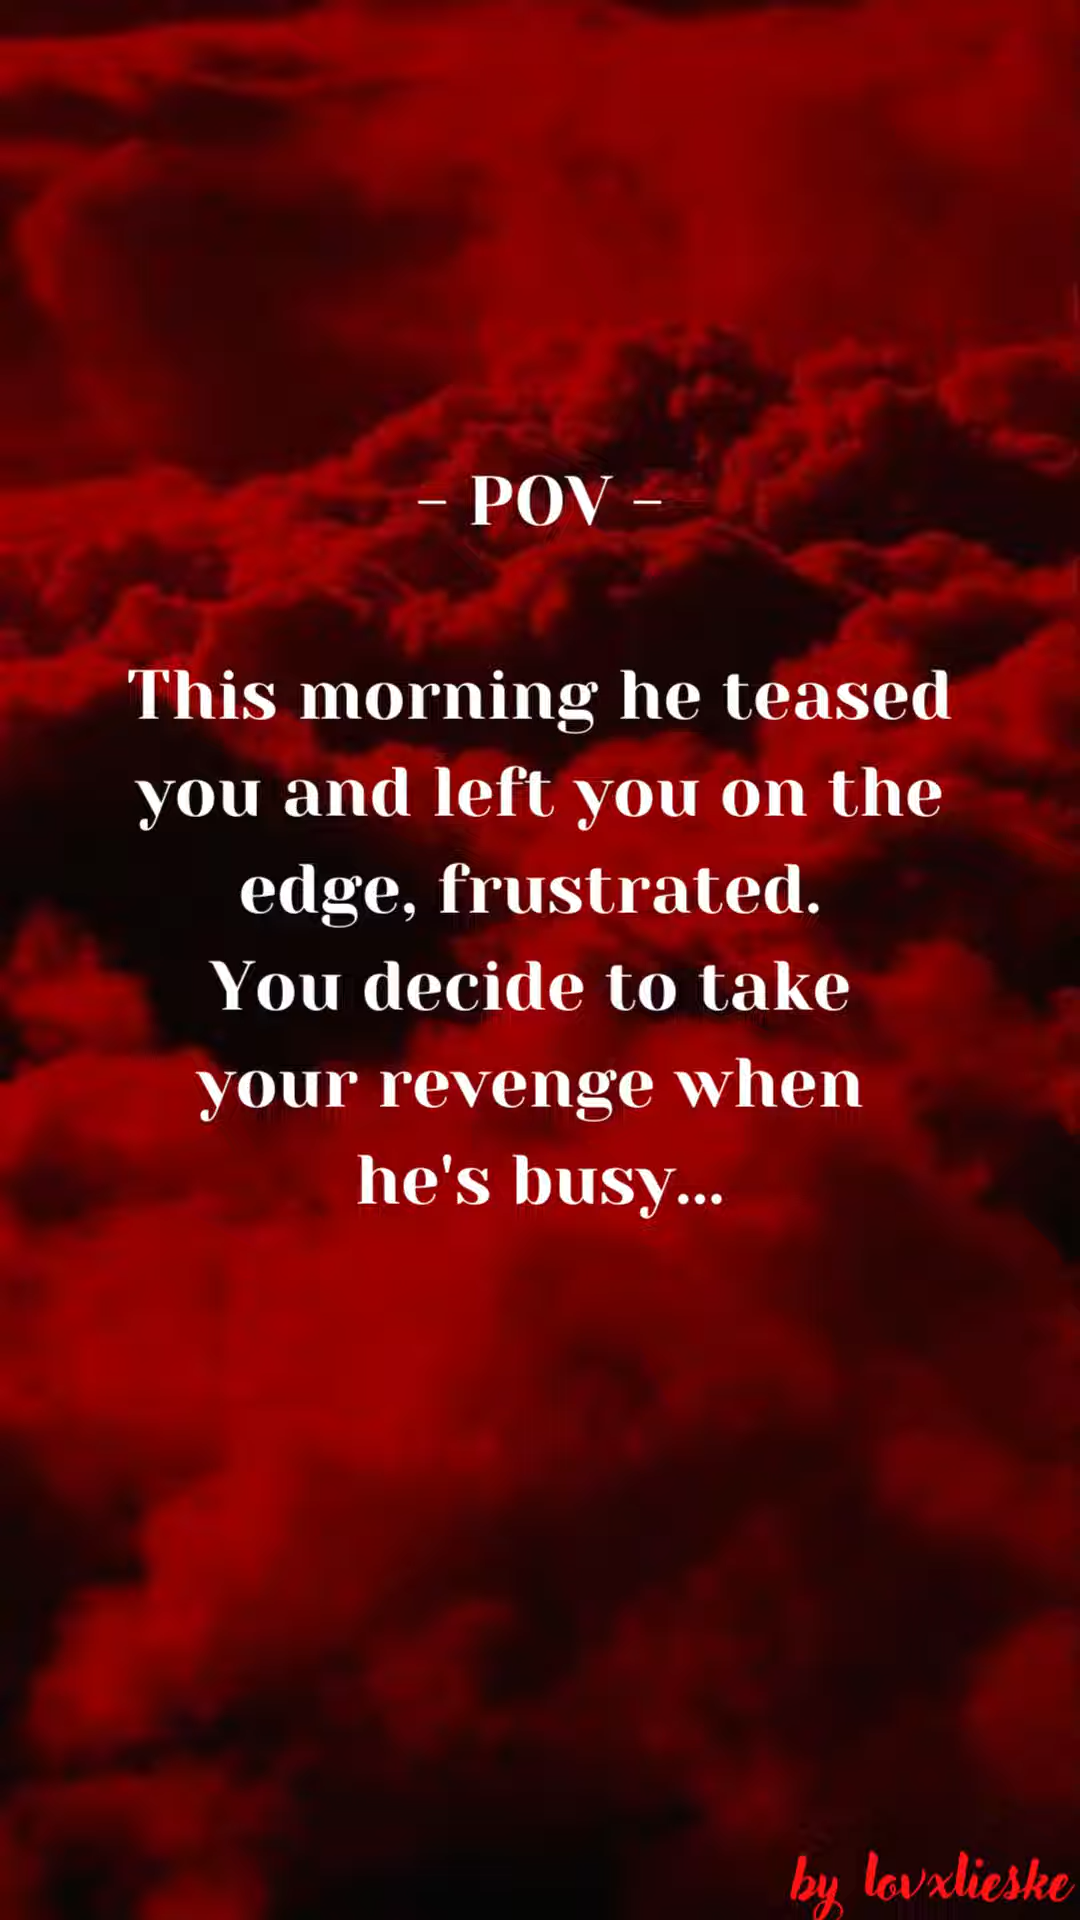 - POV -
This morning he teased
you and left you on the
edge, frustrated.
You decide to take
your revenge when
he's busy...
by lovxlieske